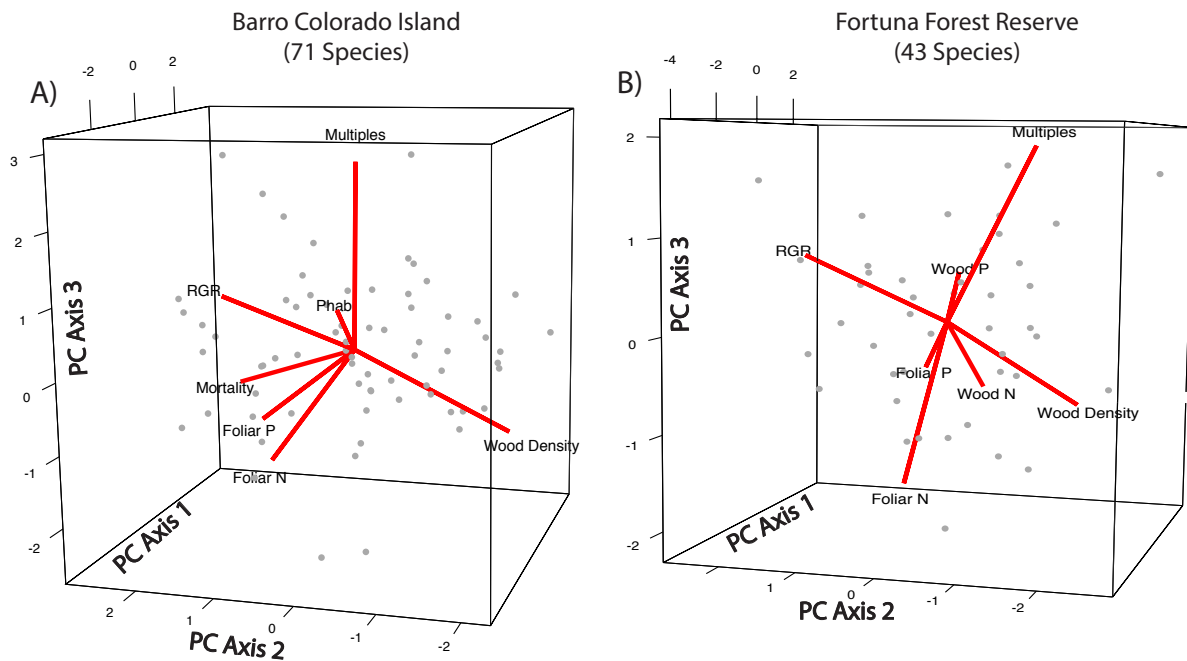 Barro Colorado Island
(71 Species)
Fortuna Forest Reserve
(43 Species)
A)
-2
0
2
Multiples
RGR
Phab
Mortality
Foliar P
Foliar N
Wood Density
3
2
1
0
-1
-2
PC Axis 3
PC Axis 1
2
1
0
-1
-2
PC Axis 2
B)
-4
-2
0
2
Multiples
RGR
Wood P
Foliar P
Wood N
Wood Density
Foliar N
2
1
0
-1
-2
PC Axis 3
PC Axis 1
1
0
-1
-2
PC Axis 2